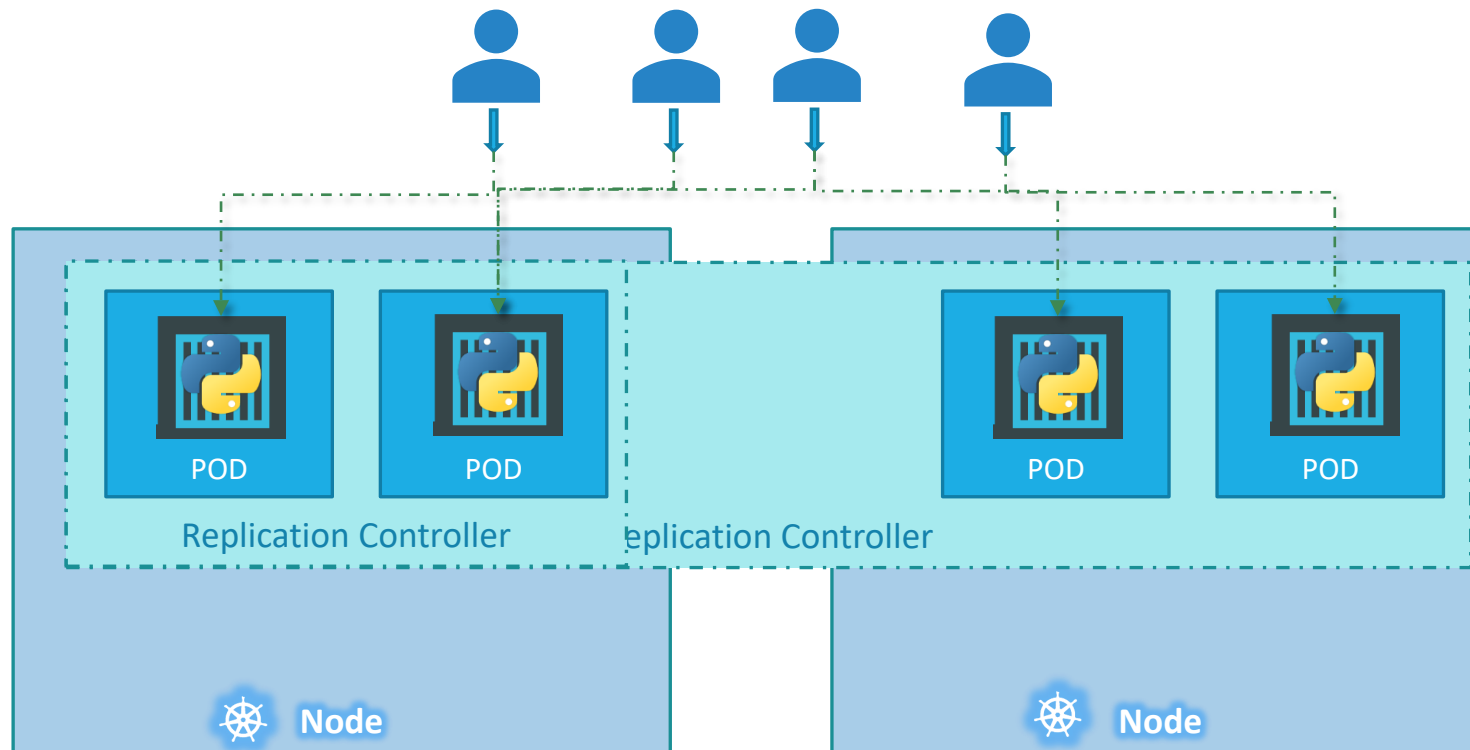 POD
POD
POD
POD
Replication Controller
eplication Controller
Node
Node